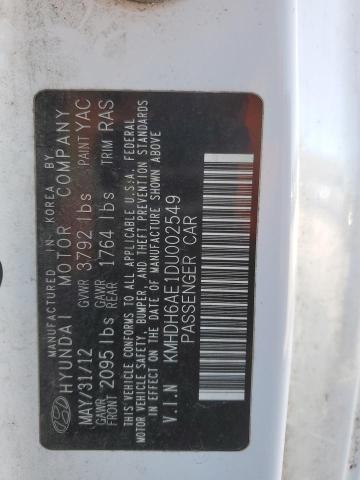 MANUFACTURED IN KOREA BY
HYUNDAI MOTOR COMPANY
MAY/31/12 GVWR 3792 lbs PAINT YAC
GAWR FRONT 2095 lbs GAWR REAR 1764 lbs TRIM RAS
THIS VEHICLE CONFORMS TO ALL APPLICABLE U.S.A. FEDERAL
MOTOR VEHICLE SAFETY, BUMPER, AND THEFT PREVENTION STANDARDS
IN EFFECT ON THE DATE OF MANUFACTURE SHOWN ABOVE.
V.I.N KMHDH6AE1DU002549
PASSENGER CAR